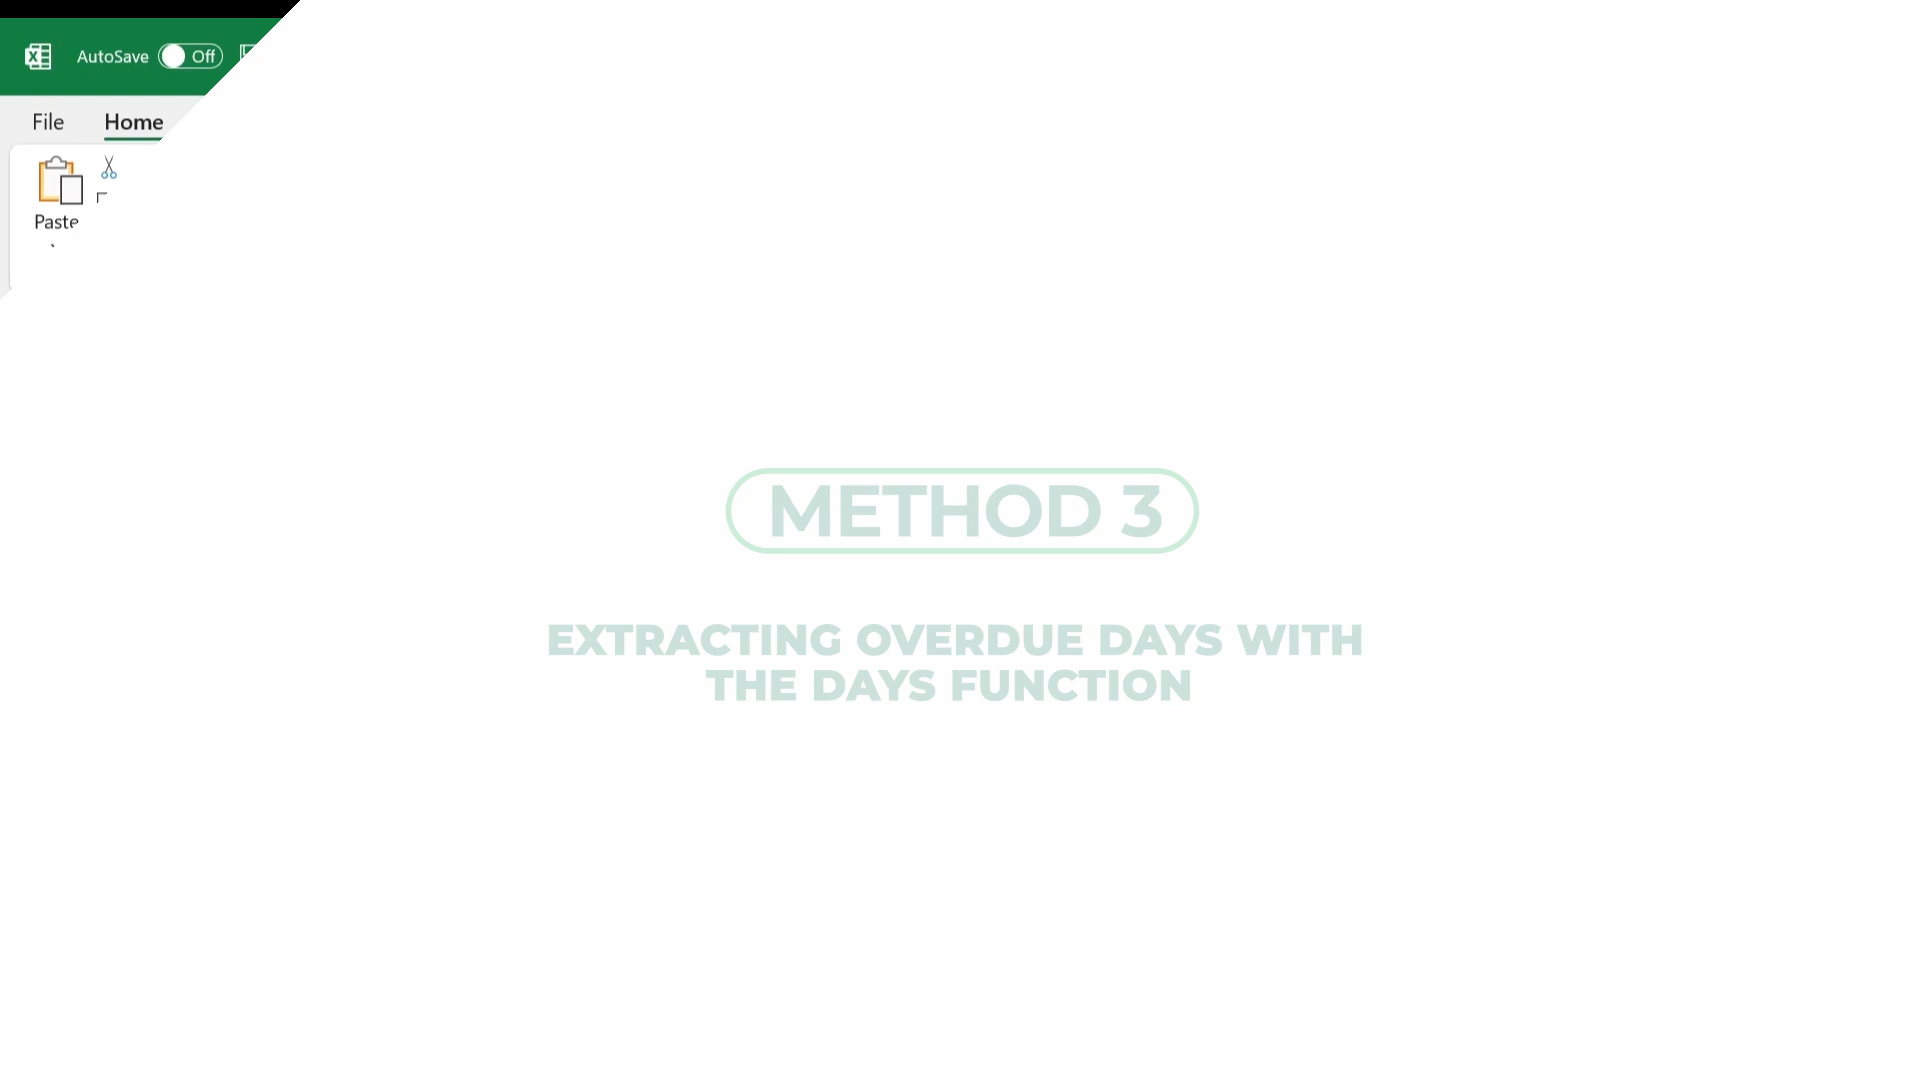 AutoSave Off
File Home
Paste
METHOD 3
EXTRACTING OVERDUE DAYS WITH
THE DAYS FUNCTION